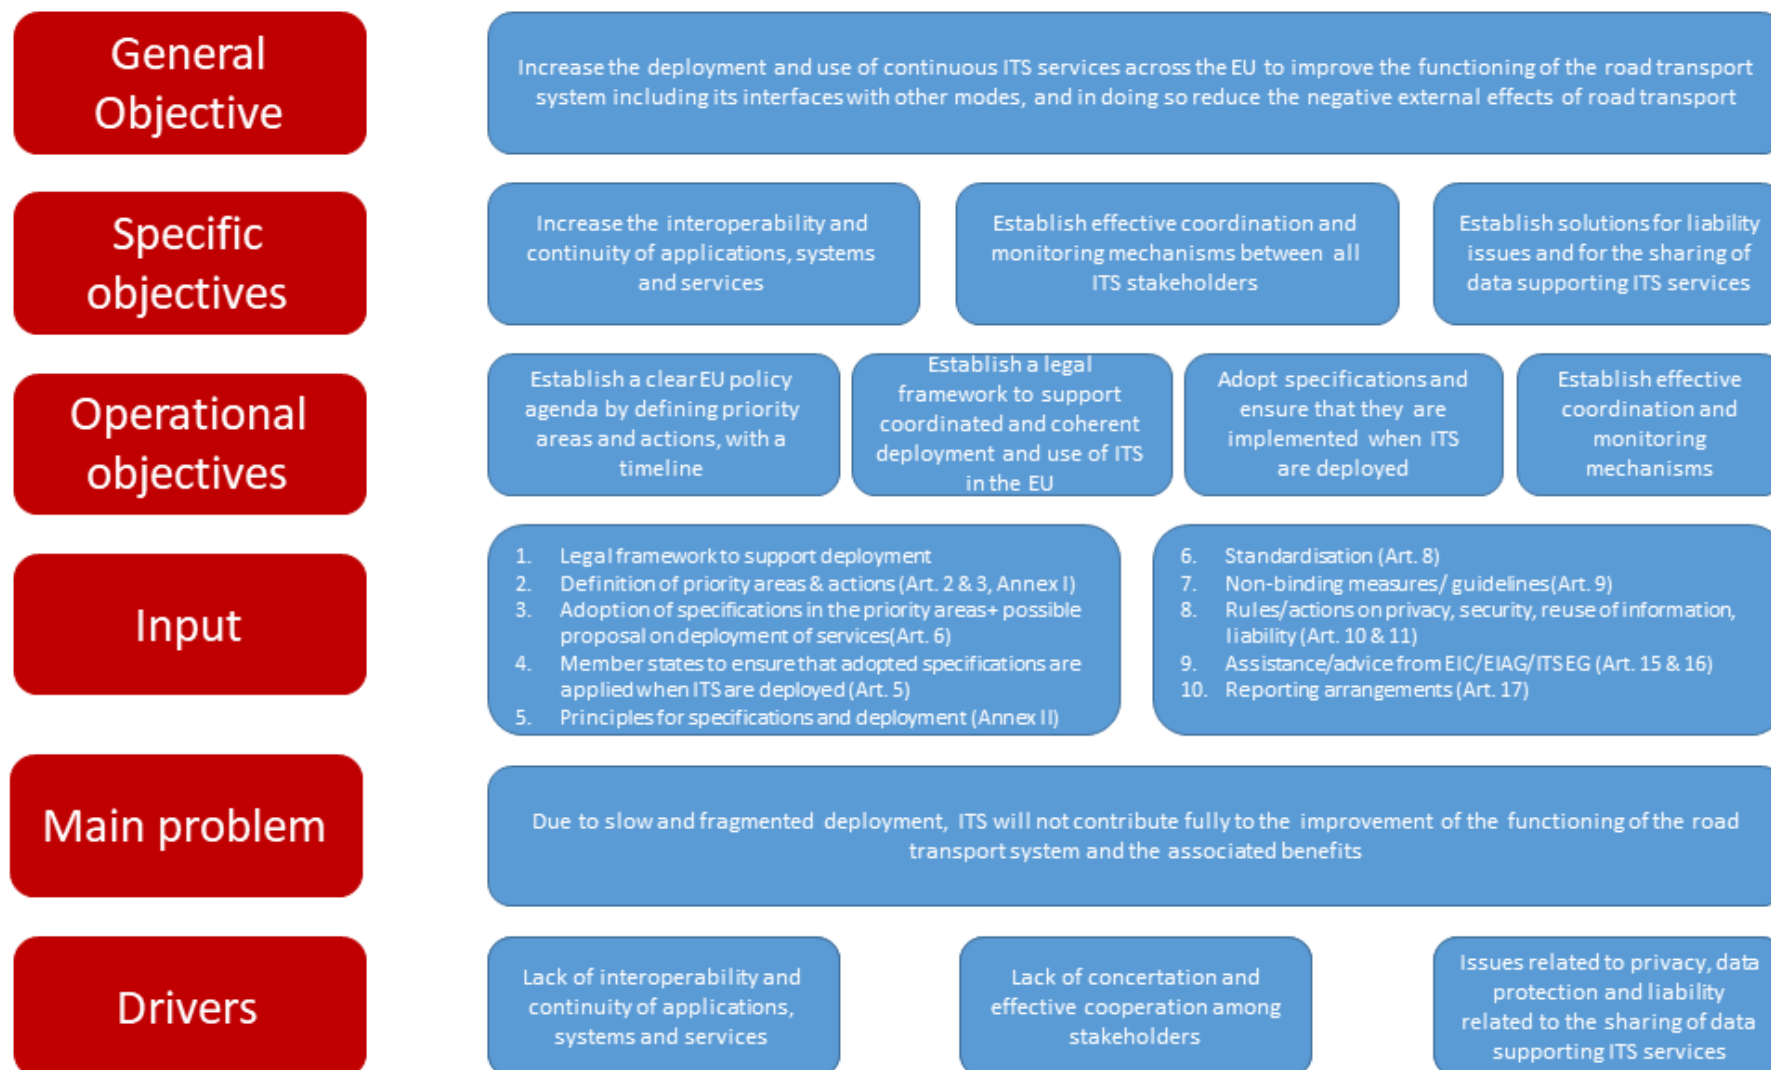 General
Objective
Increase the deployment and use of continuous ITS services across the EU to improve the functioning of the road transport
system including its interfaces with other modes, and in doing so reduce the negative external effects of road transport
Specific
objectives
Increase the interoperability and
continuity of applications, systems
and services
Establish effective coordination and
monitoring mechanisms between all
ITS stakeholders
Establish solutions for liability
issues and for the sharing of
data supporting ITS services
Operational
objectives
Establish a clear EU policy
agenda by defining priority
areas and actions, with a
timeline
Establish a legal
framework to support
coordinated and coherent
deployment and use of ITS
in the EU
Adopt specifications and
ensure that they are
implemented when ITS
are deployed
Establish effective
coordination and
monitoring
mechanisms
Input
1. Legal framework to support deployment
2. Definition of priority areas & actions (Art. 2 & 3, Annex I)
3. Adoption of specifications in the priority areas+ possible
proposal on deployment of services(Art. 6)
4. Member states to ensure that adopted specifications are
applied when ITS are deployed (Art. 5)
5. Principles for specifications and deployment (Annex II)
6. Standardisation (Art. 8)
7. Non-binding measures/ guidelines (Art. 9)
8. Rules/actions on privacy, security, reuse of information,
liability (Art. 10 & 11)
9. Assistance/advice from EIC/EIAG/ITSEG (Art. 15 & 16)
10. Reporting arrangements (Art. 17)
Main problem
Due to slow and fragmented deployment, ITS will not contribute fully to the improvement of the functioning of the road
transport system and the associated benefits
Drivers
Lack of interoperability and
continuity of applications,
systems and services
Lack of concertation and
effective cooperation among
stakeholders
Issues related to privacy, data
protection and liability
related to the sharing of data
supporting ITS services